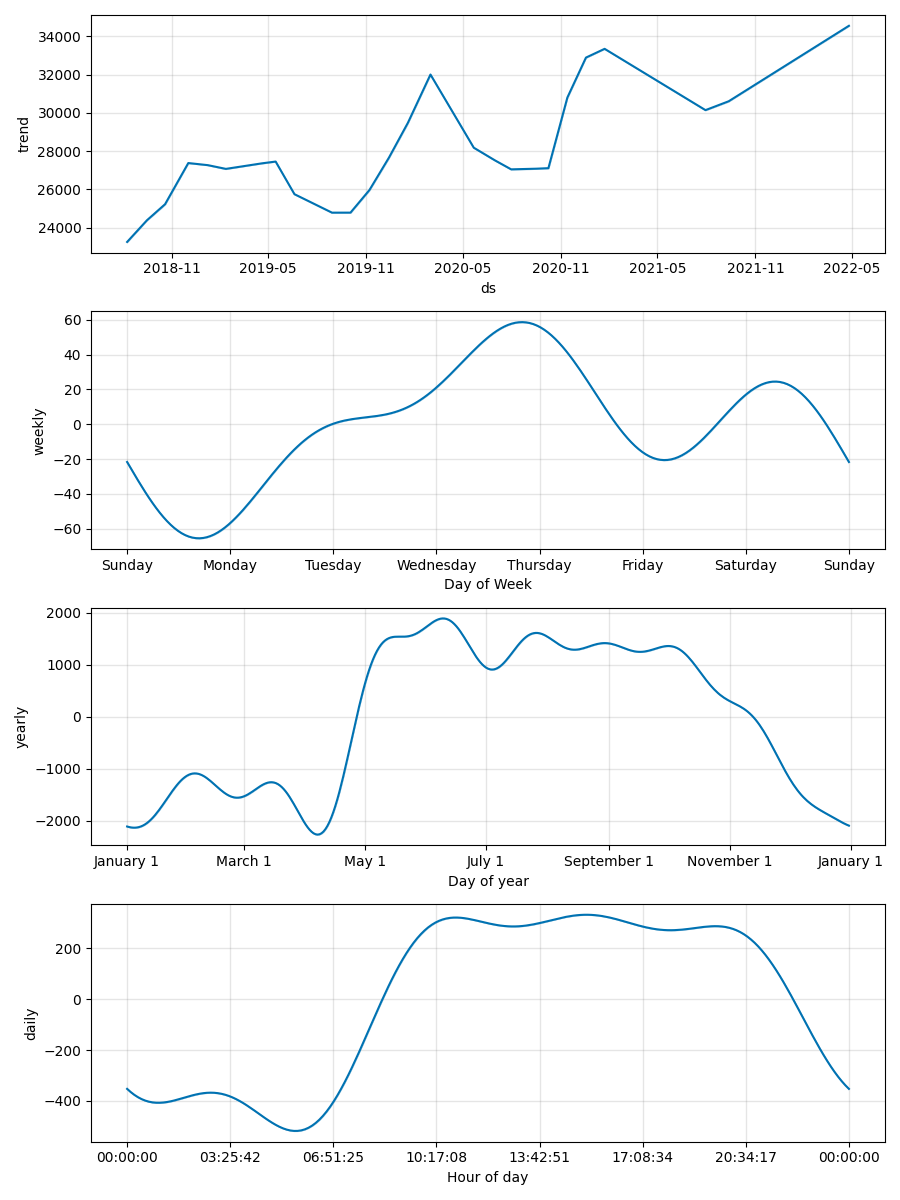 34000
32000
30000
28000
26000
24000
trend
2018-11 2019-05 2019-11 2020-05 2020-11 2021-05 2021-11 2022-05
ds
60
40
20
0
−20
−40
−60
weekly
Sunday Monday Tuesday Wednesday Thursday Friday Saturday Sunday
Day of Week
2000
1000
0
−1000
−2000
yearly
January 1 March 1 May 1 July 1 September 1 November 1 January 1
Day of year
200
0
−200
−400
daily
00:00:00 03:25:42 06:51:25 10:17:08 13:42:51 17:08:34 20:34:17 00:00:00
Hour of day